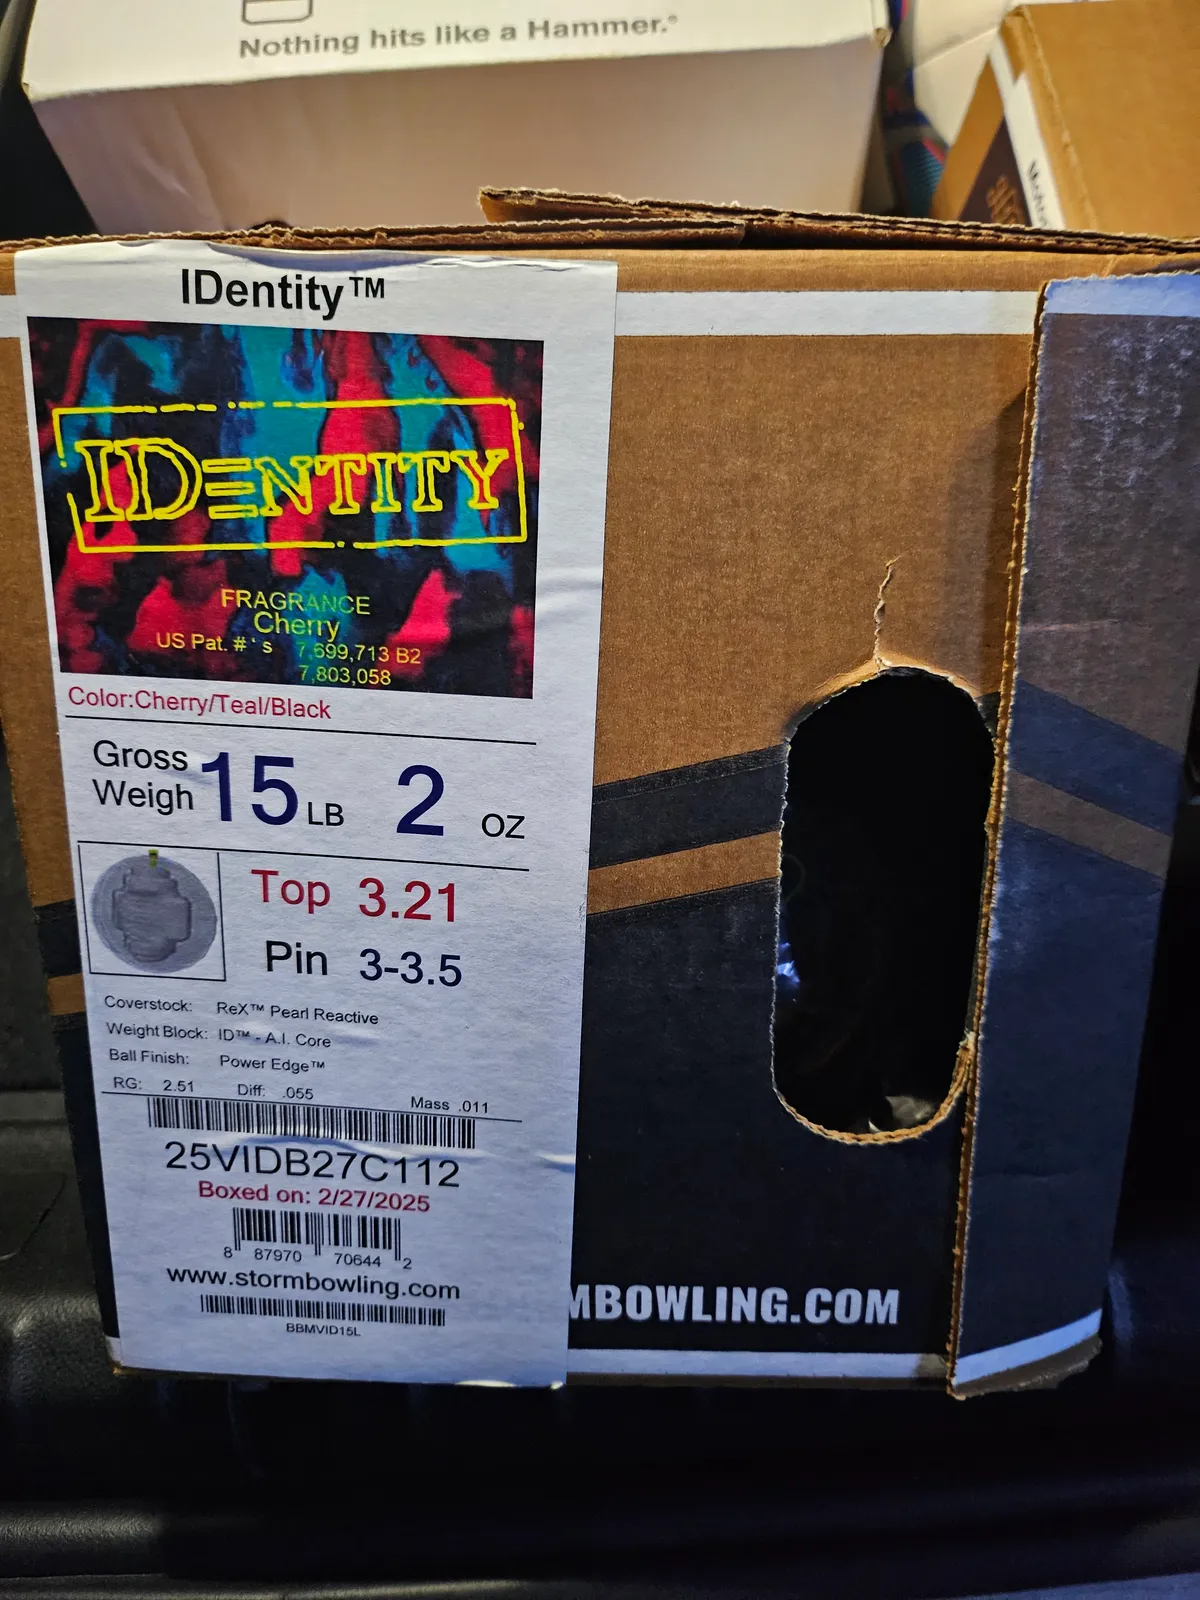 Nothing hits like a Hammer.®
IDentity™
IDENTITY
FRAGRANCE
Cherry
US Pat. #'s 7,699,713 B2
7,803,058
Color:Cherry/Teal/Black
Gross
Weigh 15 LB 2 oz
Top 3.21
Pin 3-3.5
Coverstock: ReX™ Pearl Reactive
Weight Block: ID™ - A.I. Core
Ball Finish: Power Edge™
RG: 2.51 Diff: .055 Mass .011
25VIDB27C112
Boxed on: 2/27/2025
8 87970 70644 2
www.stormbowling.com
BBMVID15L
MBOWLING.COM